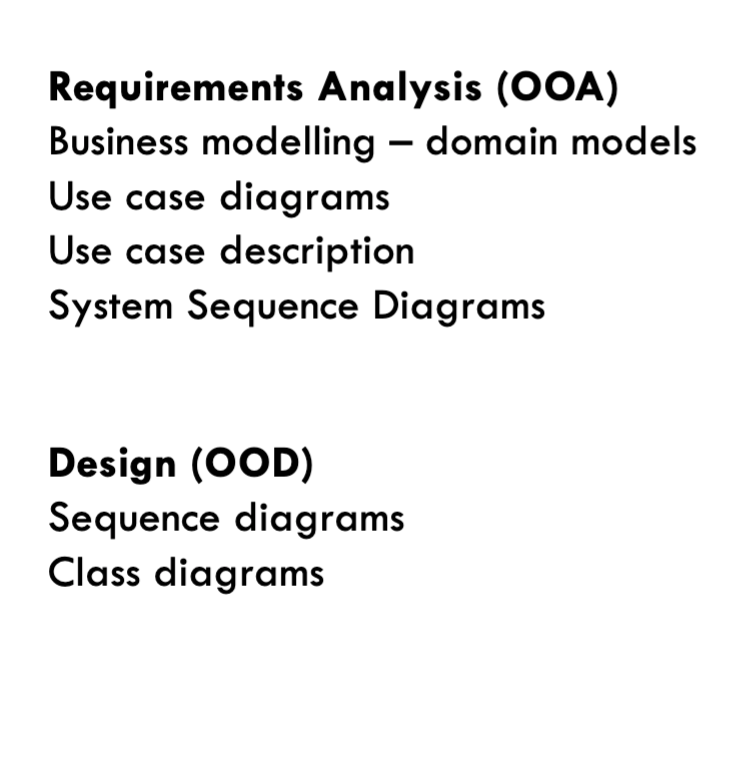 Requirements Analysis (OOA)
Business modelling – domain models
Use case diagrams
Use case description
System Sequence Diagrams
Design (OOD)
Sequence diagrams
Class diagrams